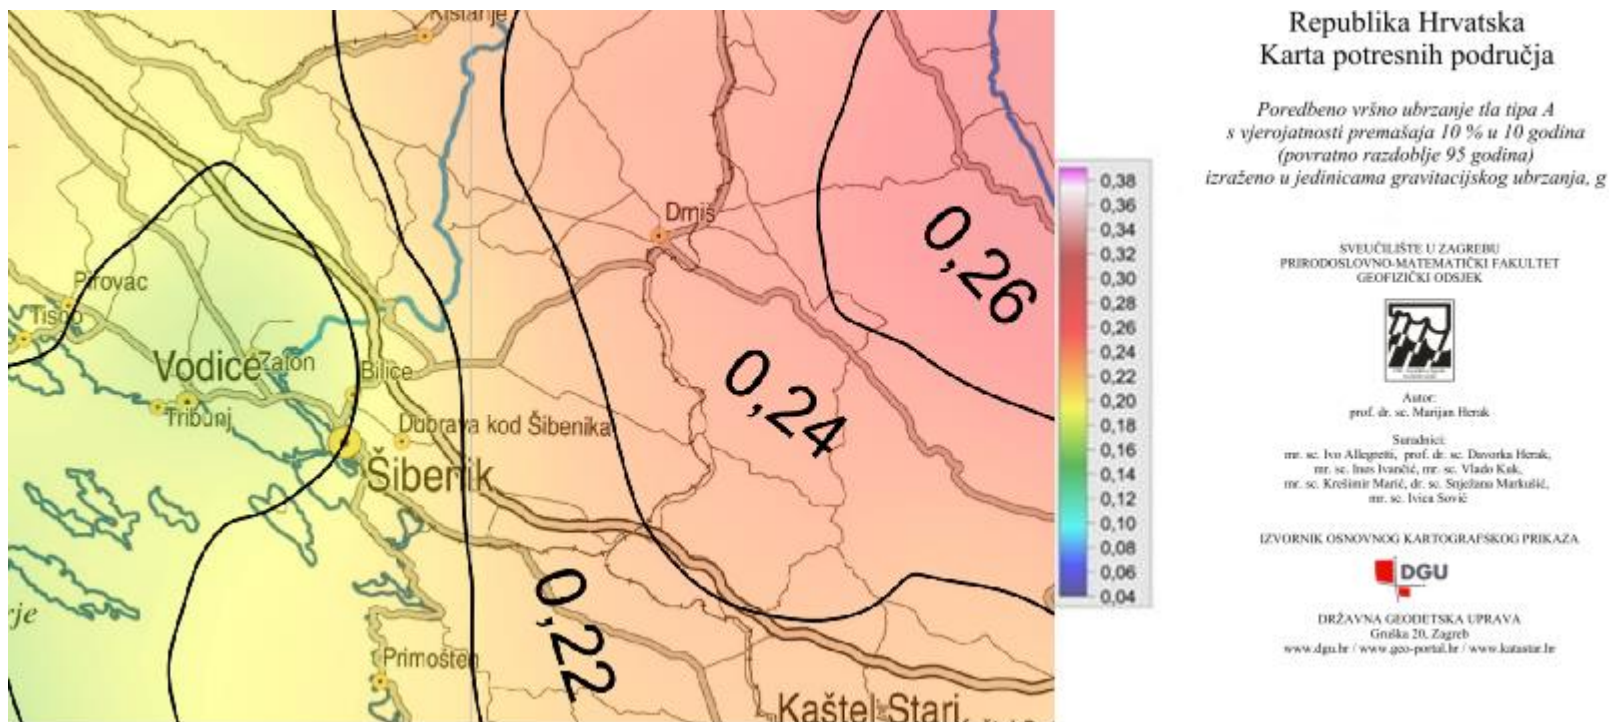 Kistanje
Drniš
0,26
Pirovac
Tisno
Vodice
Zaton
Bilice
Tribunj
Dubrava kod Šibenika
Šibenik
0,24
0,22
rje
Primošten
Kaštel Stari
0,38
0,36
0,34
0,32
0,30
0,28
0,26
0,24
0,22
0,20
0,18
0,16
0,14
0,12
0,10
0,08
0,06
0,04
Republika Hrvatska
Karta potresnih područja
Poredbeno vršno ubrzanje tla tipa A
s vjerojatnosti premašaja 10 % u 10 godina
(povratno razdoblje 95 godina)
izraženo u jedinicama gravitacijskog ubrzanja, g
SVEUČILIŠTE U ZAGREBU
PRIRODOSLOVNO-MATEMATIČKI FAKULTET
GEOFIZIČKI ODSJEK
Autor:
prof. dr. sc. Marijan Herak
Suradnici:
mr. sc. Ivo Allegretti, prof. dr. sc. Davorka Herak,
mr. sc. Ines Ivančić, mr. sc. Vlado Kuk,
mr. sc. Krešimir Marić, dr. sc. Snježana Markušić,
mr. sc. Ivica Sović
IZVORNIK OSNOVNOG KARTOGRAFSKOG PRIKAZA
DGU
DRŽAVNA GEODETSKA UPRAVA
Gruška 20, Zagreb
www.dgu.hr / www.geo-portal.hr / www.katastar.hr